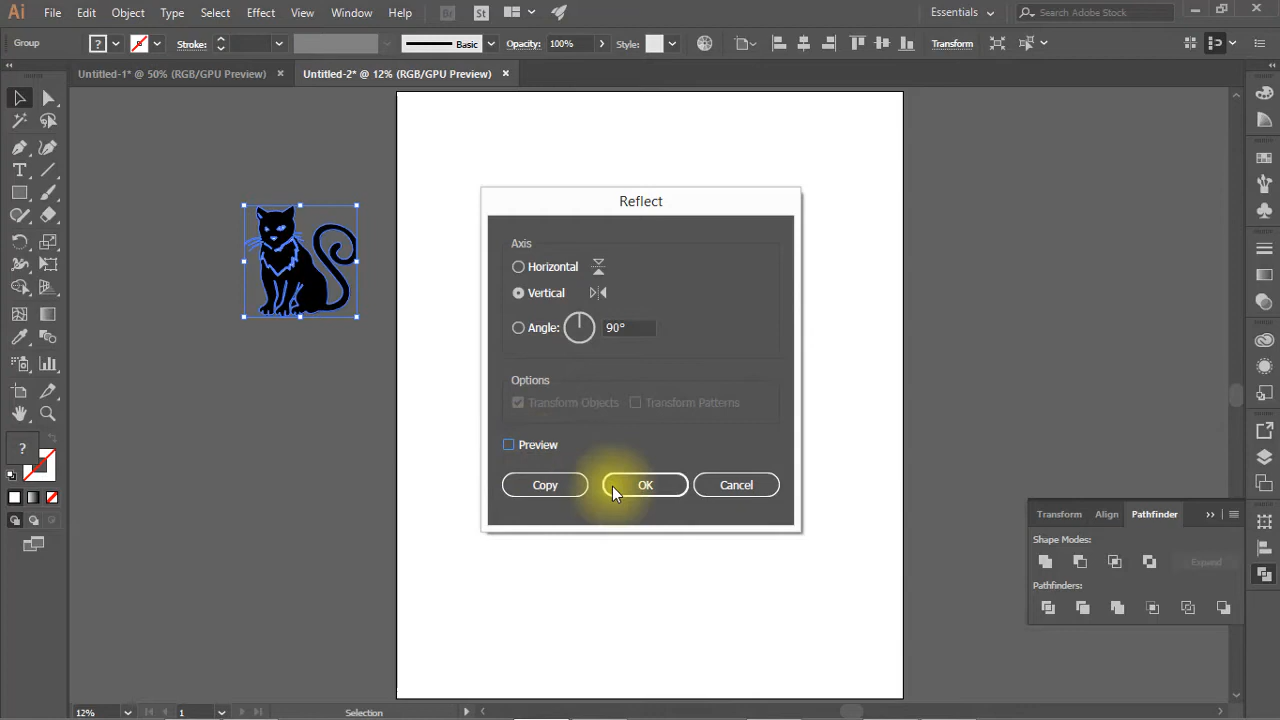 Ai File Edit Object Type Select Effect View Window Help Br St Essentials Search Adobe Stock
Group ? Stroke: Basic Opacity: 100% Style: Transform
Untitled-1* @ 50% (RGB/GPU Preview) × Untitled-2* @ 12% (RGB/GPU Preview) ×
Reflect
Axis
Horizontal
Vertical
Angle: 90°
Options
Transform Objects Transform Patterns
Preview
Copy OK Cancel
?
Transform Align Pathfinder
Shape Modes:
Expand
Pathfinders:
12% 1 Selection